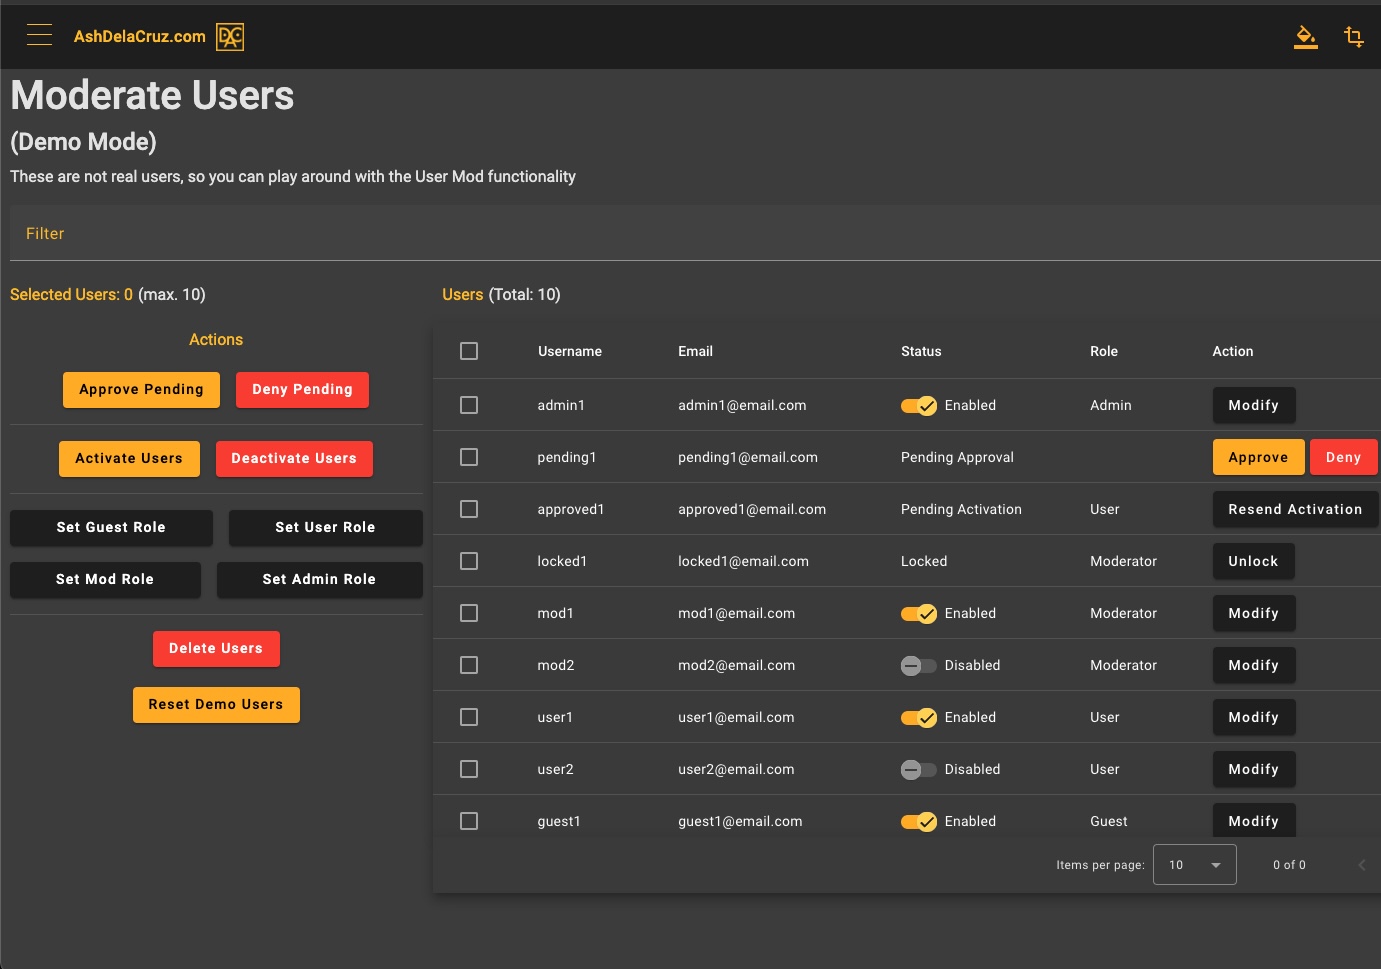 AshDelaCruz.com DAC
Moderate Users
(Demo Mode)
These are not real users, so you can play around with the User Mod functionality
Filter
Selected Users: 0 (max. 10)
Actions
Approve Pending Deny Pending
Activate Users Deactivate Users
Set Guest Role Set User Role
Set Mod Role Set Admin Role
Delete Users
Reset Demo Users
Users (Total: 10)
Username Email Status Role Action
admin1 admin1@email.com Enabled Admin Modify
pending1 pending1@email.com Pending Approval Approve Deny
approved1 approved1@email.com Pending Activation User Resend Activation
locked1 locked1@email.com Locked Moderator Unlock
mod1 mod1@email.com Enabled Moderator Modify
mod2 mod2@email.com Disabled Moderator Modify
user1 user1@email.com Enabled User Modify
user2 user2@email.com Disabled User Modify
guest1 guest1@email.com Enabled Guest Modify
Items per page: 10 0 of 0